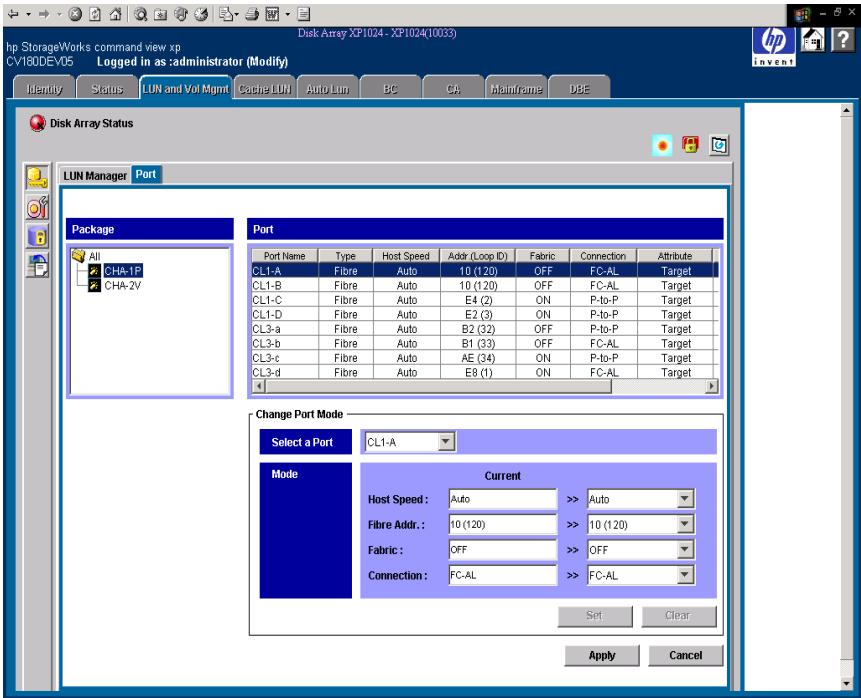 Disk Array XP1024 - XP1024(10033)
hp StorageWorks command view xp
CV180DEV05 Logged in as :administrator (Modify)
hp
invent
?
Identity Status LUN and Vol Mgmt Cache LUN Auto Lun BC CA Mainframe DBE
Disk Array Status
LUN Manager Port
Package
All
CHA-1P
CHA-2V
Port
Port Name Type Host Speed Addr.(Loop ID) Fabric Connection Attribute
CL1-A Fibre Auto 10 (120) OFF FC-AL Target
CL1-B Fibre Auto 10 (120) OFF FC-AL Target
CL1-C Fibre Auto E4 (2) ON P-to-P Target
CL1-D Fibre Auto E2 (3) ON P-to-P Target
CL3-a Fibre Auto B2 (32) OFF FC-AL Target
CL3-b Fibre Auto B1 (33) OFF FC-AL Target
CL3-c Fibre Auto AE (34) ON P-to-P Target
CL3-d Fibre Auto E8 (1) ON FC-AL Target
Change Port Mode
Select a Port CL1-A
Mode
Current
Host Speed : Auto >> Auto
Fibre Addr. : 10 (120) >> 10 (120)
Fabric : OFF >> OFF
Connection : FC-AL >> FC-AL
Set Clear
Apply Cancel